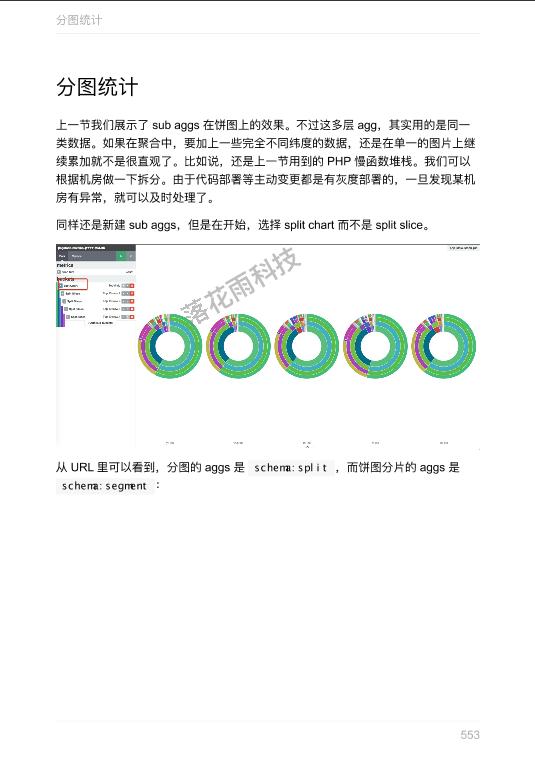 分图统计
分图统计
上一节我们展示了 sub aggs 在饼图上的效果。不过这多层 agg，其实用的是同一
类数据。如果在聚合中，要加上一些完全不同纬度的数据，还是在单一的图片上继
续累加就不是很直观了。比如说，还是上一节用到的 PHP 慢函数堆栈。我们可以
根据机房做一下拆分。由于代码部署等主动变更都是有灰度部署的，一旦发现某机
房有异常，就可以及时处理了。
同样还是新建 sub aggs，但是在开始，选择 split chart 而不是 split slice。
metrics
buckets
落花雨科技
从 URL 里可以看到，分图的 aggs 是 schema:split ，而饼图分片的 aggs 是
schema:segment ：
553